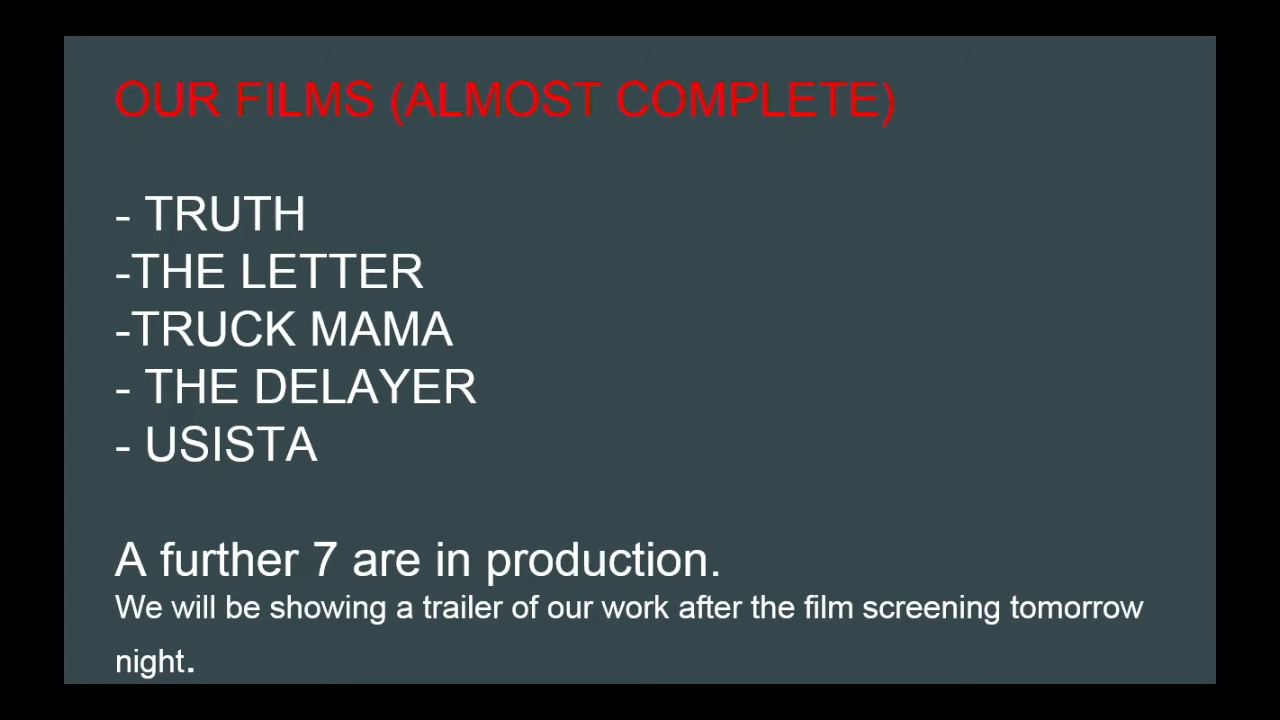 OUR FILMS (ALMOST COMPLETE)
- TRUTH
-THE LETTER
-TRUCK MAMA
- THE DELAYER
- USISTA
A further 7 are in production.
We will be showing a trailer of our work after the film screening tomorrow
night.